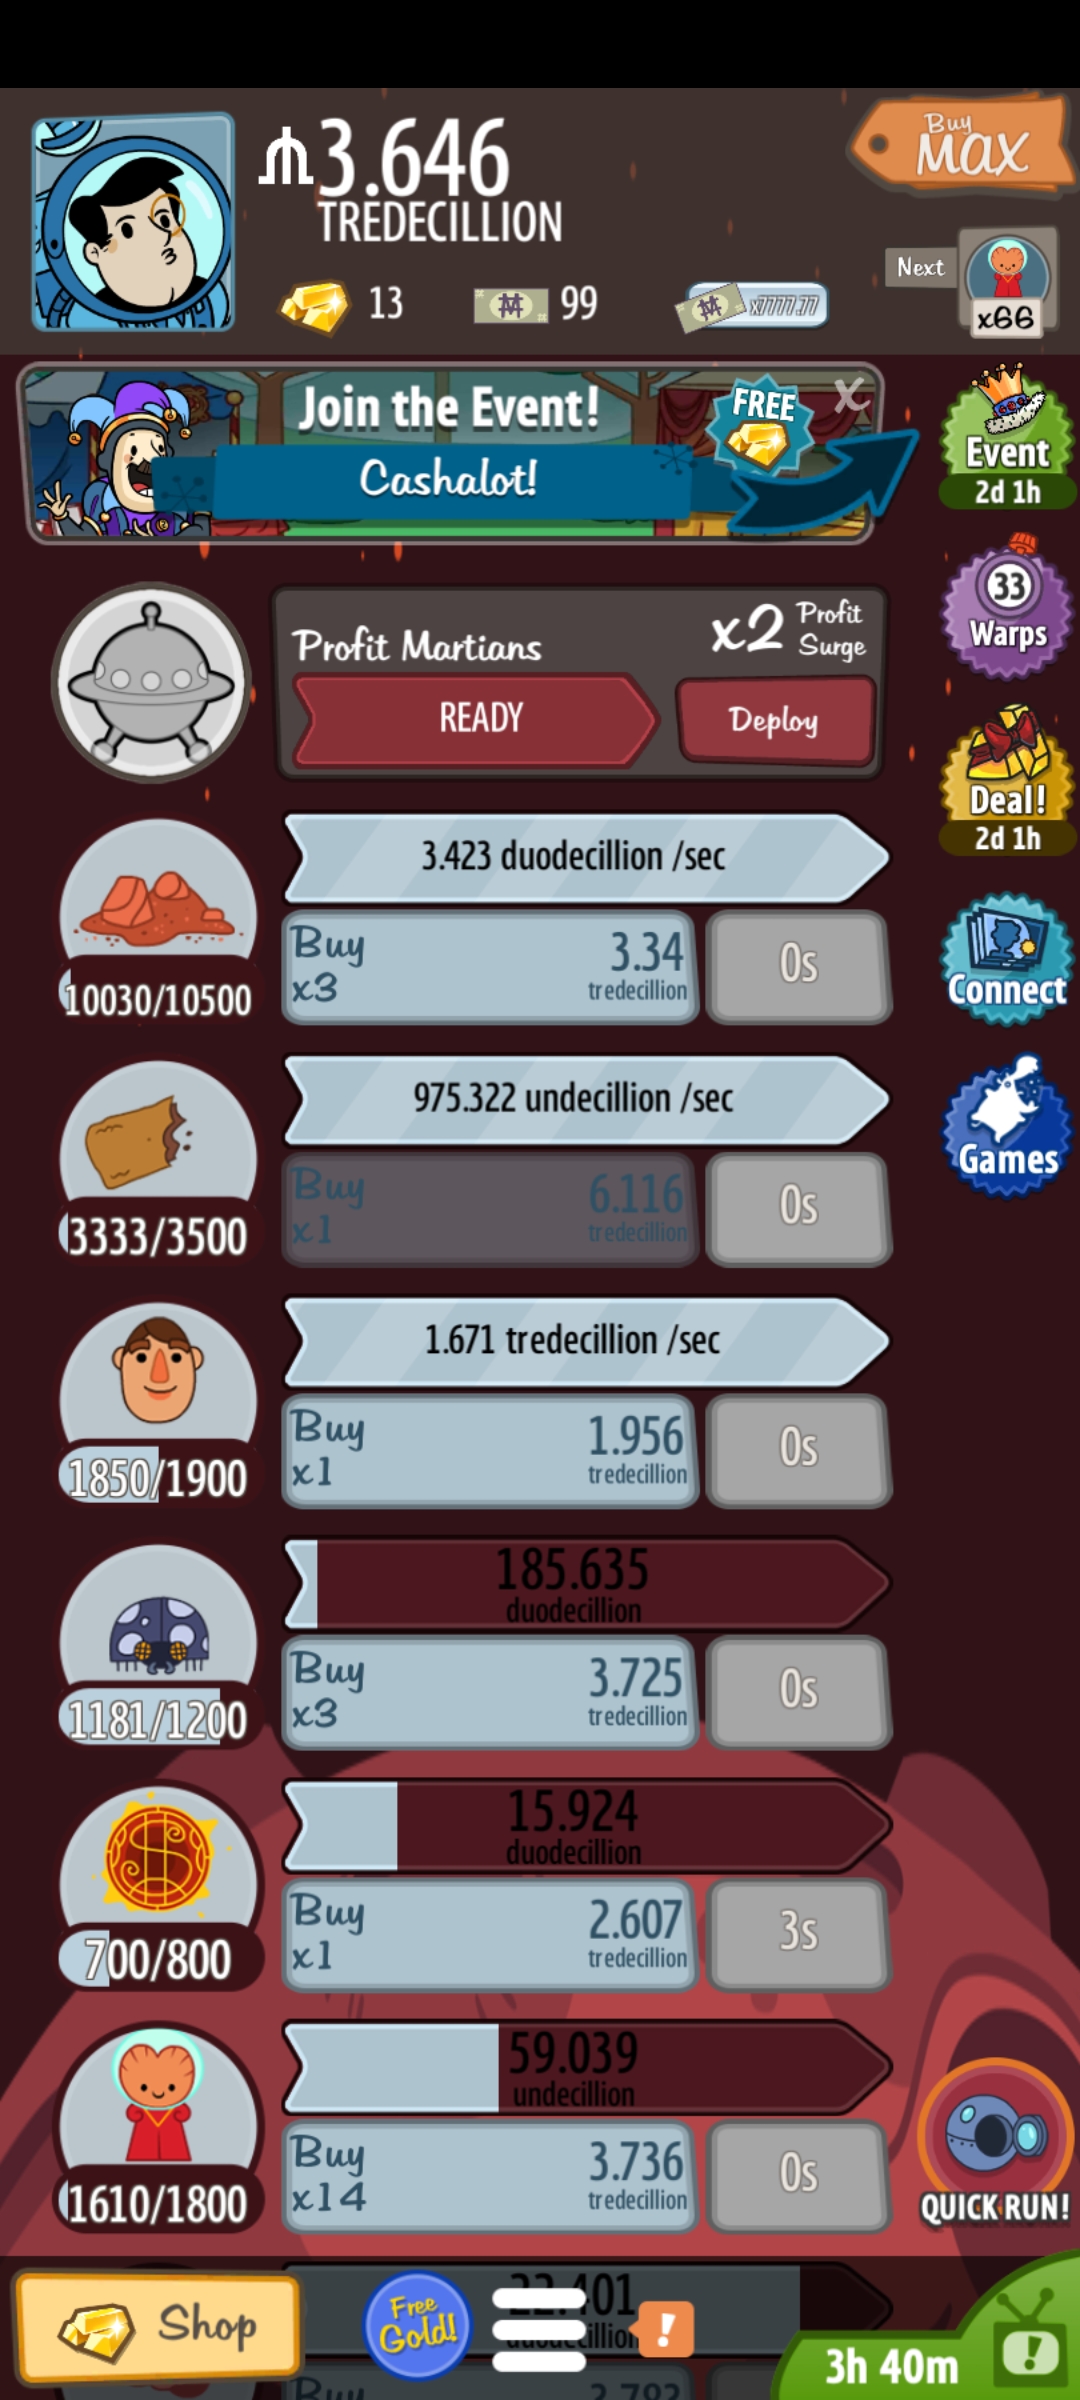 3.646
TREDECILLION
Buy
MAX
13
99
x7777.77
Next
x66
Join the Event!
Cashalot!
FREE
X
Event
2d 1h
33
Warps
Profit Martians
x2 Profit
Surge
READY
Deploy
Deal!
2d 1h
3.423 duodecillion /sec
Buy
x3
3.34
tredecillion
0s
10030/10500
Connect
975.322 undecillion /sec
Buy
x1
6.116
tredecillion
0s
3333/3500
Games
1.671 tredecillion /sec
Buy
x1
1.956
tredecillion
0s
1850/1900
185.635
duodecillion
Buy
x3
3.725
tredecillion
0s
1181/1200
15.924
duodecillion
Buy
x1
2.607
tredecillion
3s
700/800
59.039
undecillion
Buy
x14
3.736
tredecillion
0s
1610/1800
QUICK RUN!
Shop
Free
Gold!
!
3h 40m
!
Buy